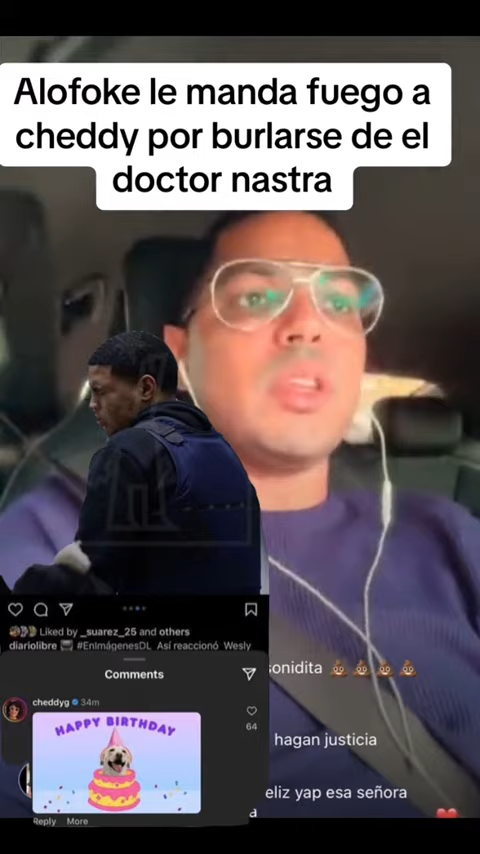 Alofoke le manda fuego a
cheddy por burlarse de el
doctor nastra
Liked by _suarez_25 and others
diariolibre #EnImágenesDL Así reaccionó Wesly
Comments
cheddyg 34m
64
HAPPY BIRTHDAY
Reply More
sonidita 💩 💩 💩 💩
hagan justicia
eliz yap esa señora
a